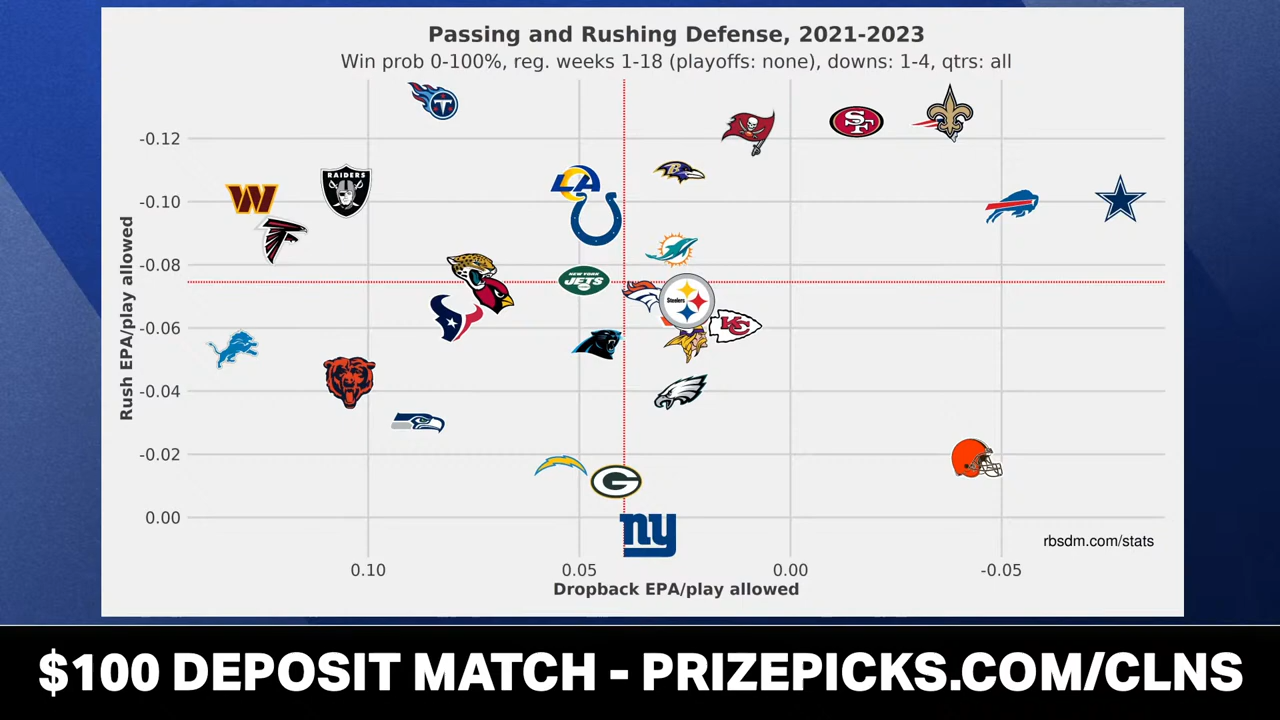 Passing and Rushing Defense, 2021-2023
Win prob 0-100%, reg. weeks 1-18 (playoffs: none), downs: 1-4, qtrs: all
-0.12
-0.10
-0.08
-0.06
-0.04
-0.02
0.00
Rush EPA/play allowed
RAIDERS
LA
NEW YORK
JETS
Steelers
SF
KC
G
ny
W
T
rbsdm.com/stats
0.10
0.05
0.00
-0.05
Dropback EPA/play allowed
$100 DEPOSIT MATCH - PRIZEPICKS.COM/CLNS